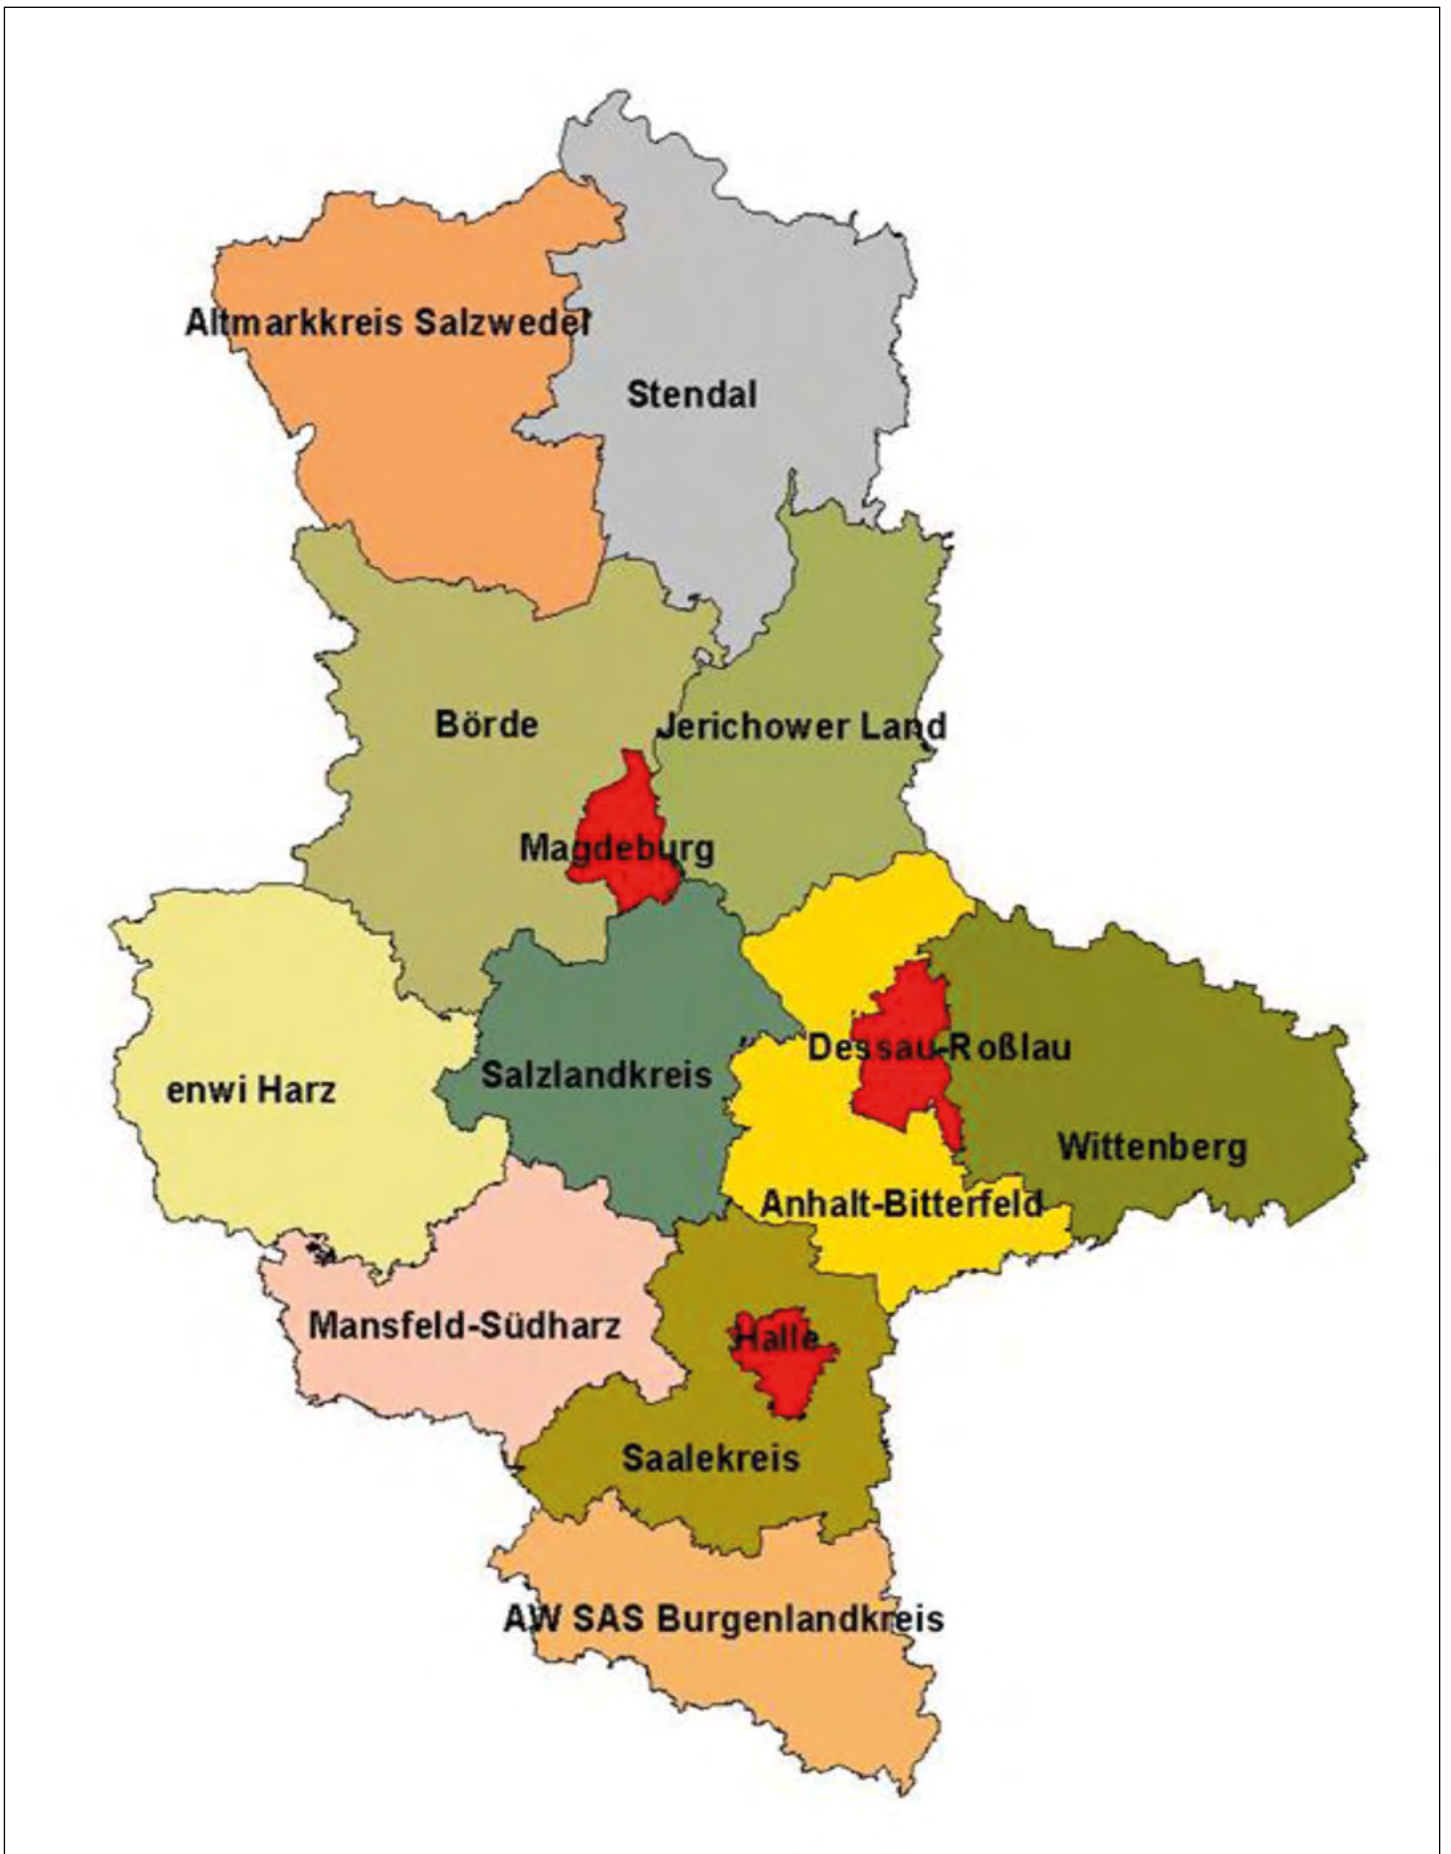 Altmarkkreis Salzwedel
Stendal
Börde
Jerichower Land
Magdeburg
enwi Harz
Salzlandkreis
Dessau-Roßlau
Wittenberg
Anhalt-Bitterfeld
Mansfeld-Südharz
Halle
Saalekreis
AW SAS Burgenlandkreis